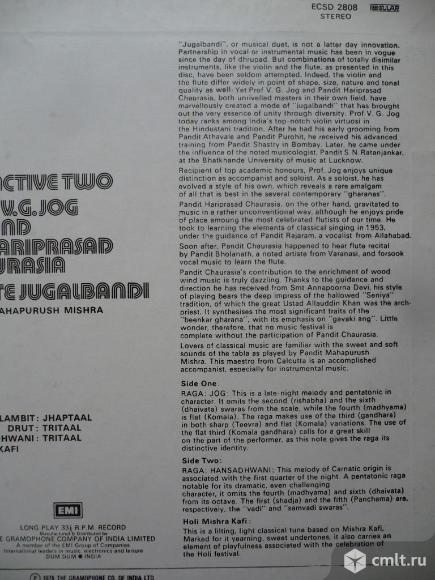 ECSD 2808
STEREO
STELLAR
"Jugalbandi", or musical duet, is not a latter day innovation.
Partnership in vocal or instrumental music has been in vogue
since the day of dhrupad. But combinations of totally disimilar
instruments, like the violin and the flute, as presented in this
disc, have been seldom attempted. Indeed, the violin and
the flute differ widely in point of shape, size, nature and tonal
quality as well. Yet Prof V. G. Jog and Pandit Hariprasad
Chaurasia, both unrivelled masters in their own field, have
marvellously created a mode of "jugalbandi" that has brought
out the very essence of unity through diversity. Prof V. G. Jog
today ranks among India's top-notch violin virtuosi in
the Hindustani tradition. After he had his early grooming from
Pandit Athavale and Pandit Purohit, he received his advanced
training from Pandit Shastry in Bombay. Later, he came under
the influence of the noted musicologist, Pandit S. N. Ratanjankar,
at the Bhatkhande University of music at Lucknow.
Recipient of top academic honours, Prof. Jog enjoys unique
distinction as accompanist and soloist. As a soloist, he has
evolved a style of his own, which reveals a rare amalgam
of all that is best in the several contemporary "gharanas".
Pandit Hariprasad Chaurasia, on the other hand, gravitated to
music in a rather unconventional way, although he enjoys pride
of place amoung the most celebrated flutists of our time. He
took to learning the elements of classical singing in 1953,
under the guidance of Pandit Rajaram, a vocalist from Allahabad.
Soon after, Pandit Chaurasia happened to hear flute recital
by Pandit Bholanath, a noted artiste from Varanasi, and forsook
vocal music to learn the flute.
Pandit Chaurasia's contribution to the enrichment of wood
wind music is truly dazzling. Thanks to the guidance and
direction he has received from Smt Annapoorna Devi, his style
of playing bears the deep impress of the hallowed "Seniya"
tradition, of which the great Ustad Allauddin Khan was the arch-
priest. It synthesises the most significant traits of the
"beenkar gharana", with its emphasis on "gavaki ang". Little
wonder, therefore, that no music festival is
complete without the participation of Pandit Chaurasia.
Lovers of classical music are familiar with the sweet and soft
sounds of the tabla as played by Pandit Mahapurush
Mishra. This maestro from Calcutta is an accomplished
accompanist, especially for instrumental music.
Side One
RAGA: JOG: This is a late-night melody and pentatonic in
character. It omits the second (rishabha) and the sixth
(dhaivata) swaras from the scale, while the fourth (madhyama)
is flat (Komala). The raga makes use of the third (gandhara)
in both sharp (Teevra) and flat (Komala) variations. The use of
the flat third (Komala gandhara) calls for a great skill
on the part of the performer, as this note gives the raga its
distinctive identity.
Side Two:
RAGA: HANSADHWANI: This melody of Carnatic origin is
associated with the first quarter of the night. A pentatonic raga
notable for its dramatic, even challenging
character, it omits the fourth (madhyama) and sixth (dhaivata)
from its octave. The first (shadja) and the fifth (Panchema) are,
respectively, the "vadi" and "samvadi swaras".
Holi Mishra Kafi:
This is a lilting, light classical tune based on Mishra Kafi.
Marked for it yearning, sweet undertones, it also carries an
element of playfulness associated with the celebration of
the Holi festival.
ACTIVE TWO
V.G. JOG
ND
ARIPRASAD
URASIA
TE JUGALBANDI
AHAPURUSH MISHRA
LAMBIT: JHAPTAAL
DRUT: TRITAAL
HWANI: TRITAAL
KAFI
EMI
LONG PLAY 33⅓ R.P.M. RECORD
Manufactured & Distributed by
E GRAMOPHONE COMPANY OF INDIA LIMITED
A member of the EMI Group of Companies
International leaders in music, electronics and leisure
DUM DUM • INDIA
℗ 1978 THE GRAMOPHONE CO. OF INDIA LTD
cmlt.ru